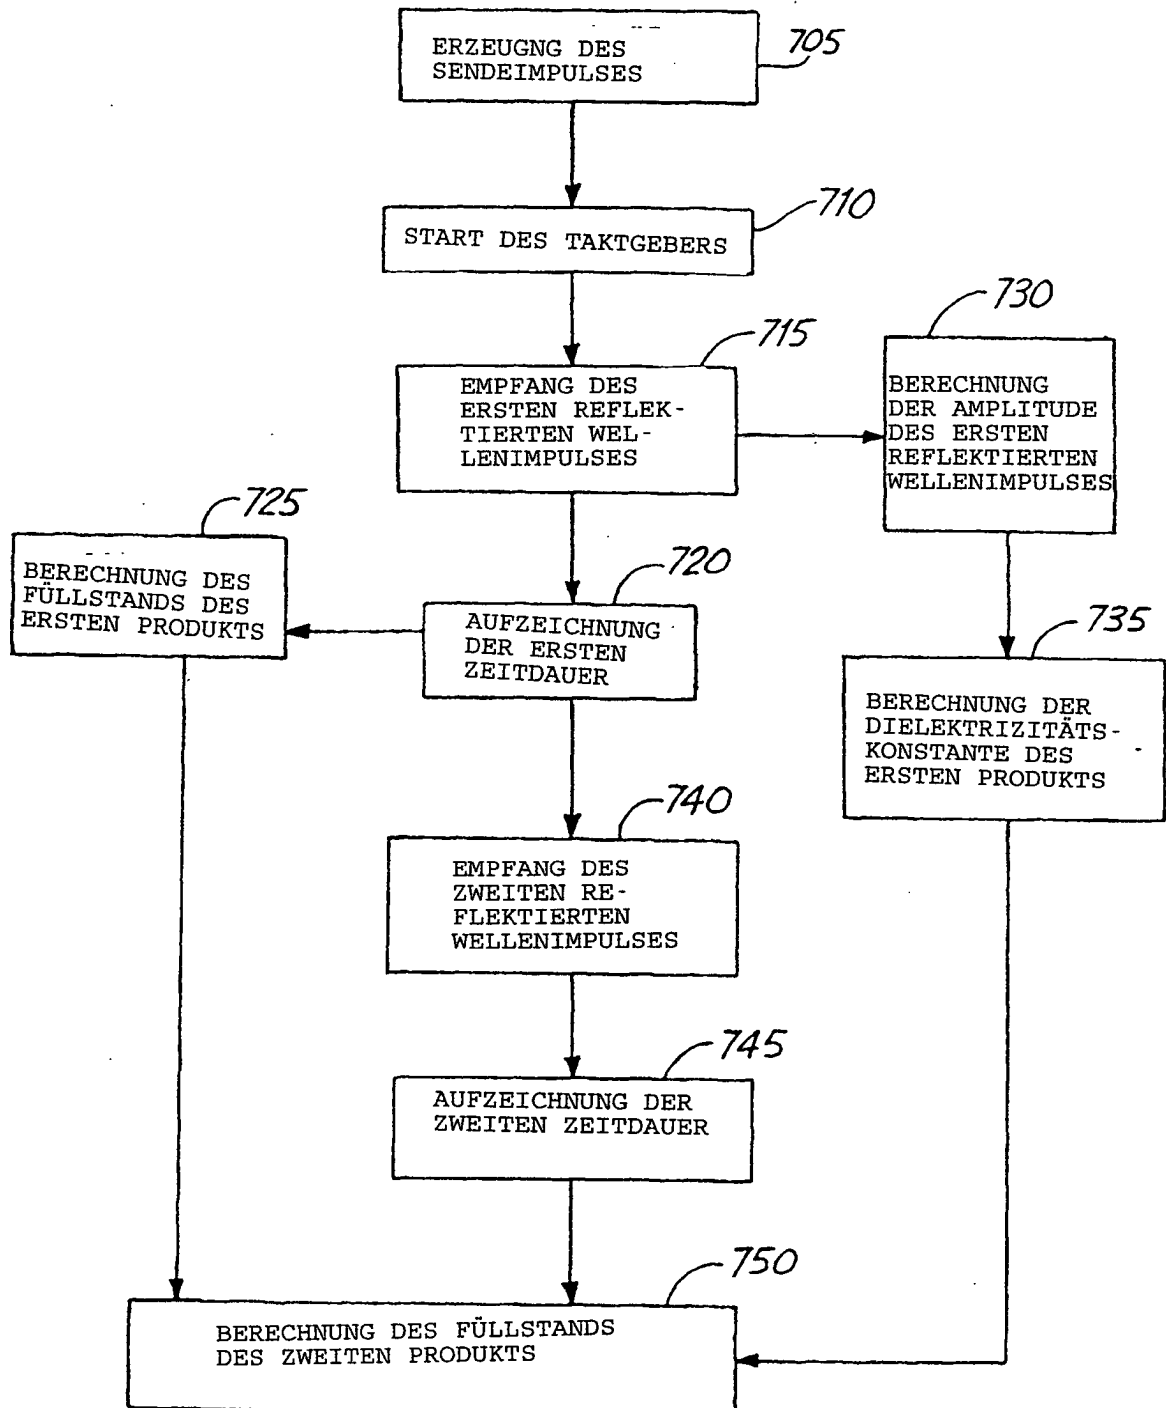 ERZEUGNG DES
SENDEIMPULSES
705
START DES TAKTGEBERS
710
EMPFANG DES
ERSTEN REFLEK-
TIERTEN WEL-
LENIMPULSES
715
BERECHNUNG
DER AMPLITUDE
DES ERSTEN
REFLEKTIERTEN
WELLENIMPULSES
730
BERECHNUNG DES
FÜLLSTANDS DES
ERSTEN PRODUKTS
725
AUFZEICHNUNG
DER ERSTEN
ZEITDAUER
720
BERECHNUNG DER
DIELEKTRIZITÄTS-
KONSTANTE DES
ERSTEN PRODUKTS
735
EMPFANG DES
ZWEITEN RE-
FLEKTIERTEN
WELLENIMPULSES
740
AUFZEICHNUNG DER
ZWEITEN ZEITDAUER
745
BERECHNUNG DES FÜLLSTANDS
DES ZWEITEN PRODUKTS
750